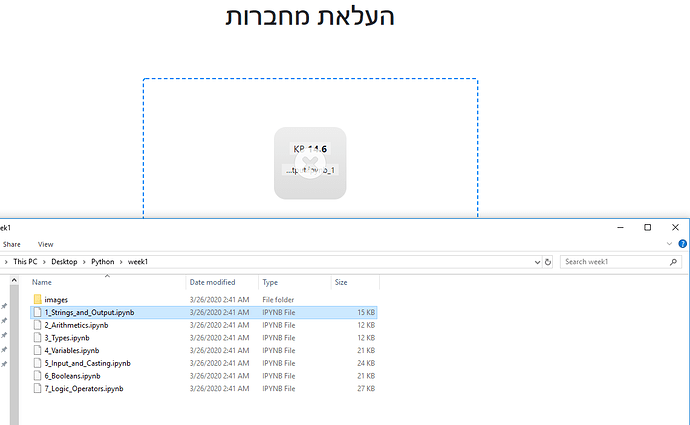 העלאת מחברות
KB 14.6
ek1
Share View
This PC Desktop Python week1 Search week1
Name Date modified Type Size
images 3/26/2020 2:41 AM File folder
1_Strings_and_Output.ipynb 3/26/2020 2:41 AM IPYNB File 15 KB
2_Arithmetics.ipynb 3/26/2020 2:41 AM IPYNB File 12 KB
3_Types.ipynb 3/26/2020 2:41 AM IPYNB File 12 KB
4_Variables.ipynb 3/26/2020 2:41 AM IPYNB File 21 KB
5_Input_and_Casting.ipynb 3/26/2020 2:41 AM IPYNB File 24 KB
6_Booleans.ipynb 3/26/2020 2:41 AM IPYNB File 21 KB
7_Logic_Operators.ipynb 3/26/2020 2:41 AM IPYNB File 27 KB